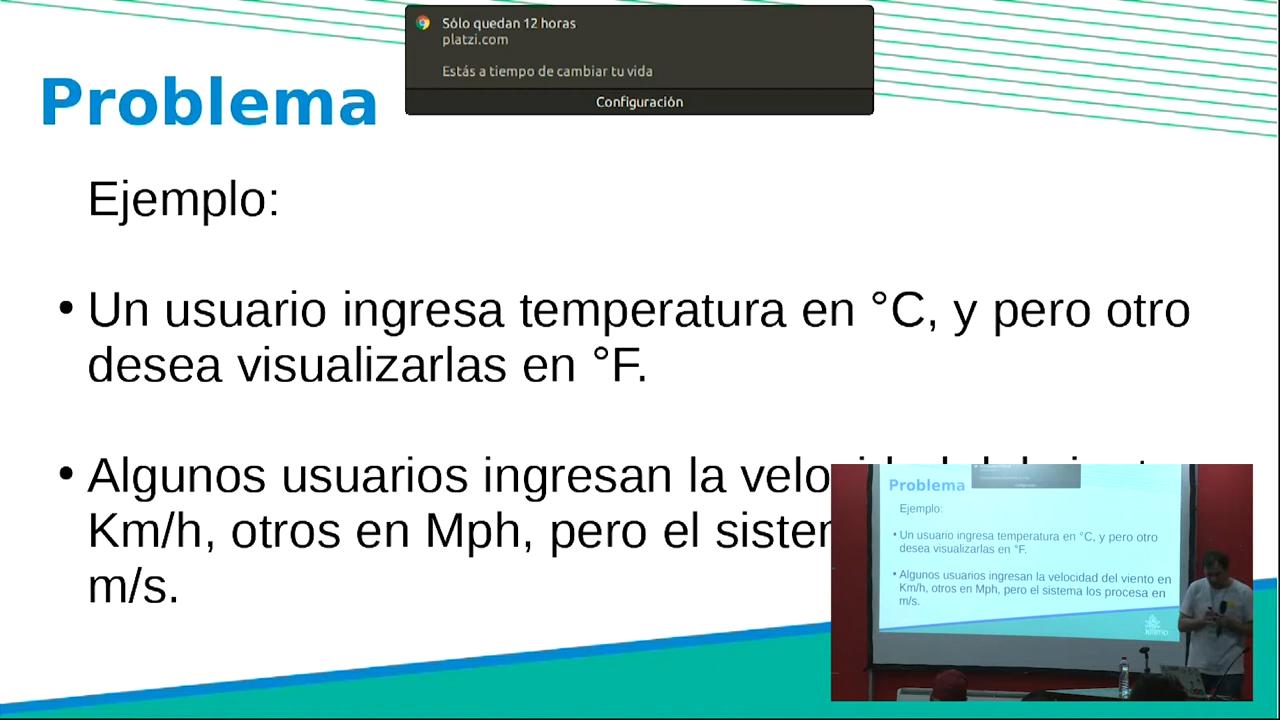 Sólo quedan 12 horas
platzi.com
Estás a tiempo de cambiar tu vida
Configuración
Problema
Ejemplo:
• Un usuario ingresa temperatura en °C, y pero otro
desea visualizarlas en °F.
• Algunos usuarios ingresan la velo
Km/h, otros en Mph, pero el sistem
m/s.
Problema
Ejemplo:
• Un usuario ingresa temperatura en °C, y pero otro
desea visualizarlas en °F.
• Algunos usuarios ingresan la velocidad del viento en
Km/h, otros en Mph, pero el sistema los procesa en
m/s.
kilimo